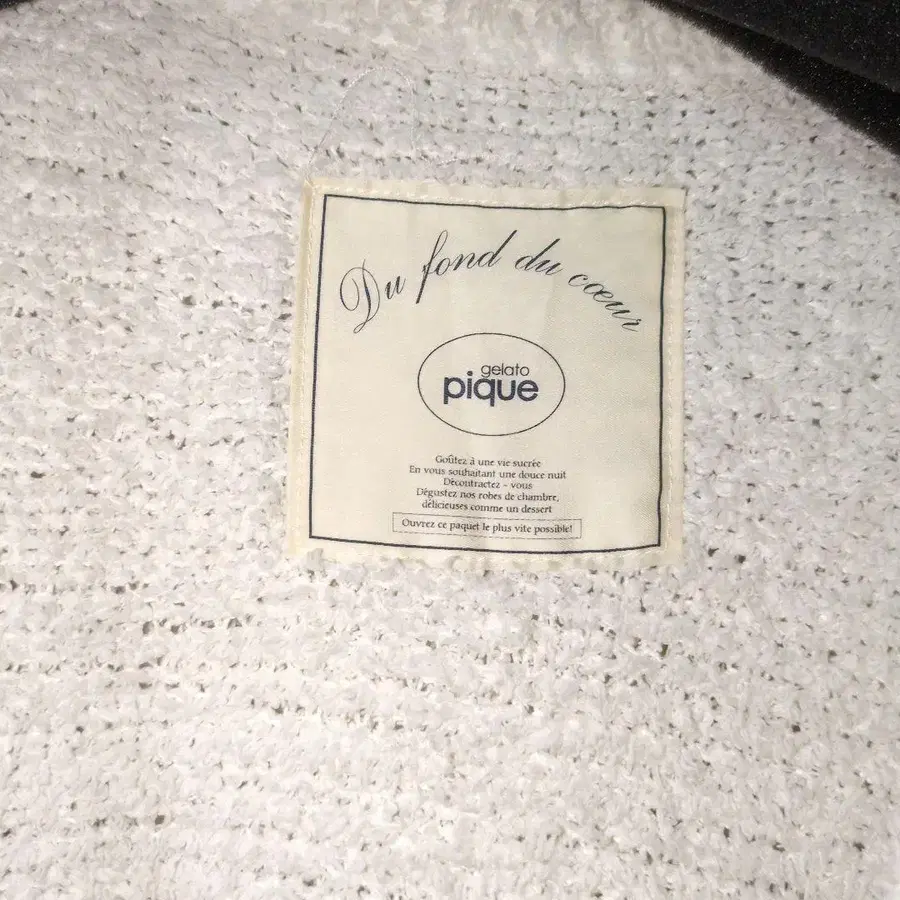 Du fond du cœur
gelato
pique
Goûtez à une vie sucrée
En vous souhaitant une douce nuit
Décontractez - vous
Dégustez nos robes de chambre,
délicieuses comme un dessert
Ouvrez ce paquet le plus vite possible!